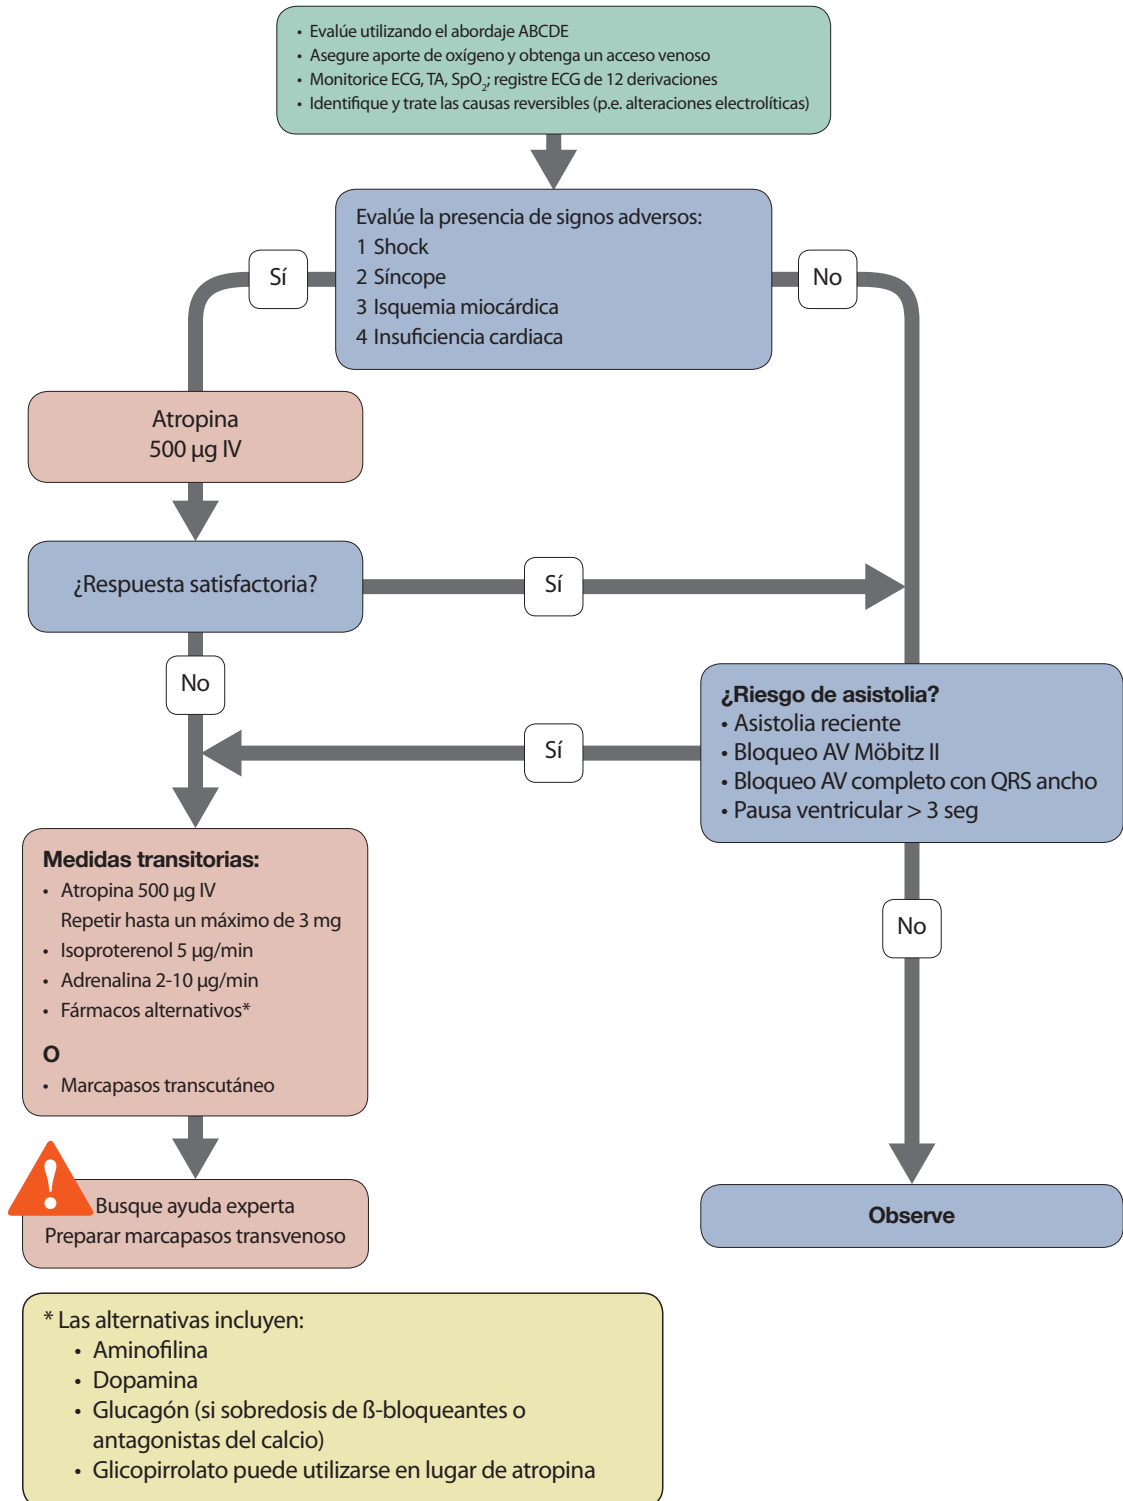 • Evalúe utilizando el abordaje ABCDE
• Asegure aporte de oxígeno y obtenga un acceso venoso
• Monitorice ECG, TA, SpO2; registre ECG de 12 derivaciones
• Identifique y trate las causas reversibles (p.e. alteraciones electrolíticas)
Evalúe la presencia de signos adversos:
1 Shock
2 Síncope
3 Isquemia miocárdica
4 Insuficiencia cardiaca
Sí
No
Atropina
500 µg IV
¿Respuesta satisfactoria?
Sí
No
¿Riesgo de asistolia?
• Asistolia reciente
• Bloqueo AV Möbitz II
• Bloqueo AV completo con QRS ancho
• Pausa ventricular > 3 seg
Sí
No
Medidas transitorias:
• Atropina 500 µg IV
Repetir hasta un máximo de 3 mg
• Isoproterenol 5 µg/min
• Adrenalina 2-10 µg/min
• Fármacos alternativos*
O
• Marcapasos transcutáneo
!
Busque ayuda experta
Preparar marcapasos transvenoso
Observe
* Las alternativas incluyen:
• Aminofilina
• Dopamina
• Glucagón (si sobredosis de ß-bloqueantes o
antagonistas del calcio)
• Glicopirrolato puede utilizarse en lugar de atropina